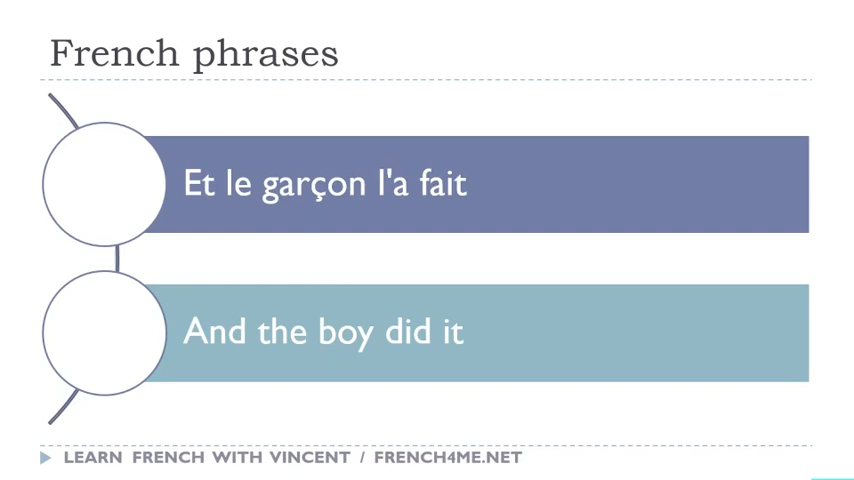 French phrases
Et le garçon l'a fait
And the boy did it
LEARN FRENCH WITH VINCENT / FRENCH4ME.NET